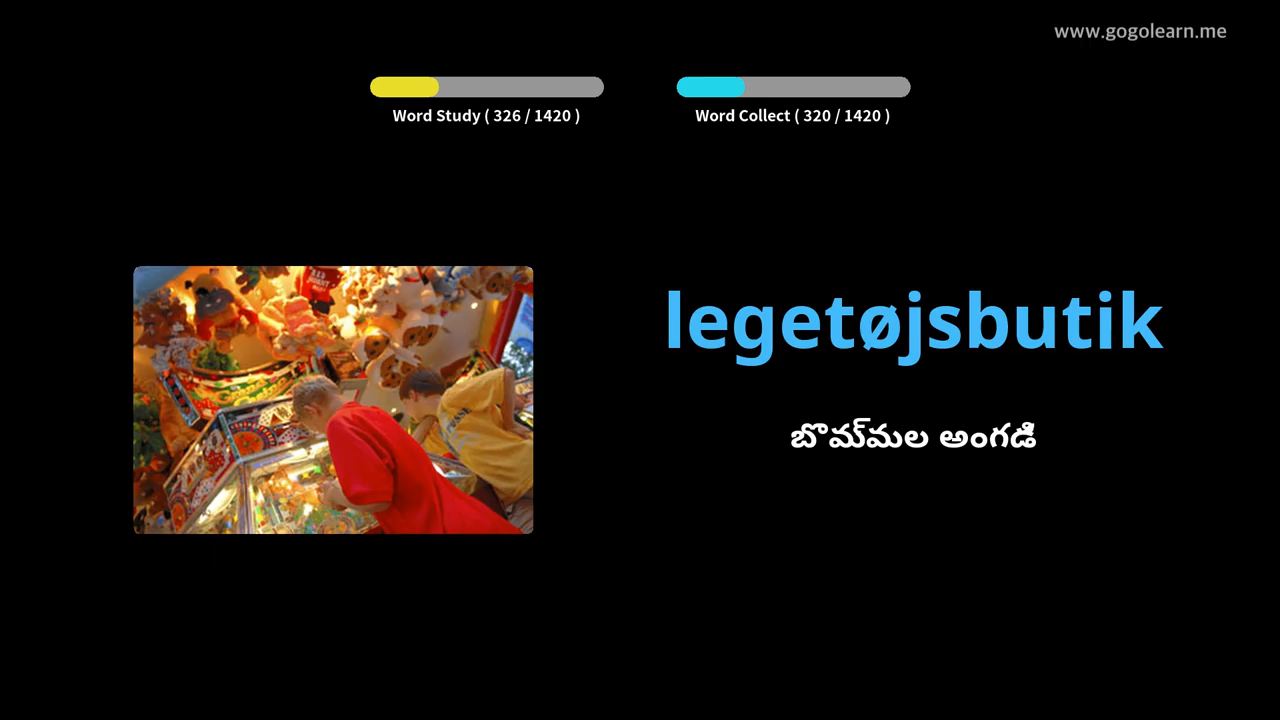 www.gogolearn.me
Word Study ( 326 / 1420 )
Word Collect ( 320 / 1420 )
legetøjsbutik
బొమ్మల అంగడి